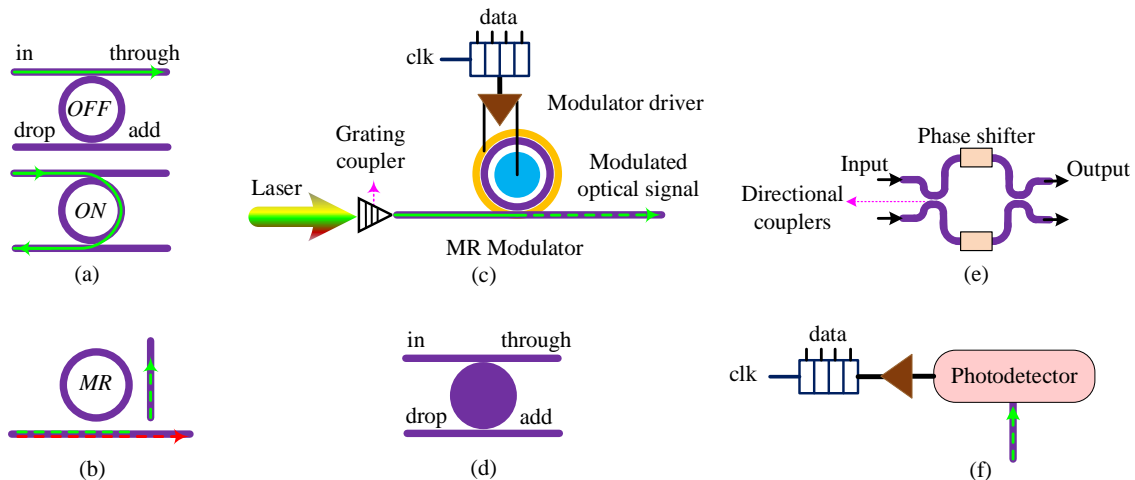 in through
OFF
drop add
ON
(a)
data
clk
Modulator driver
Grating
coupler
Laser
Modulated
optical signal
MR Modulator
(c)
Phase shifter
Input
Output
Directional
couplers
(e)
MR
(b)
in through
drop add
(d)
data
clk
Photodetector
(f)